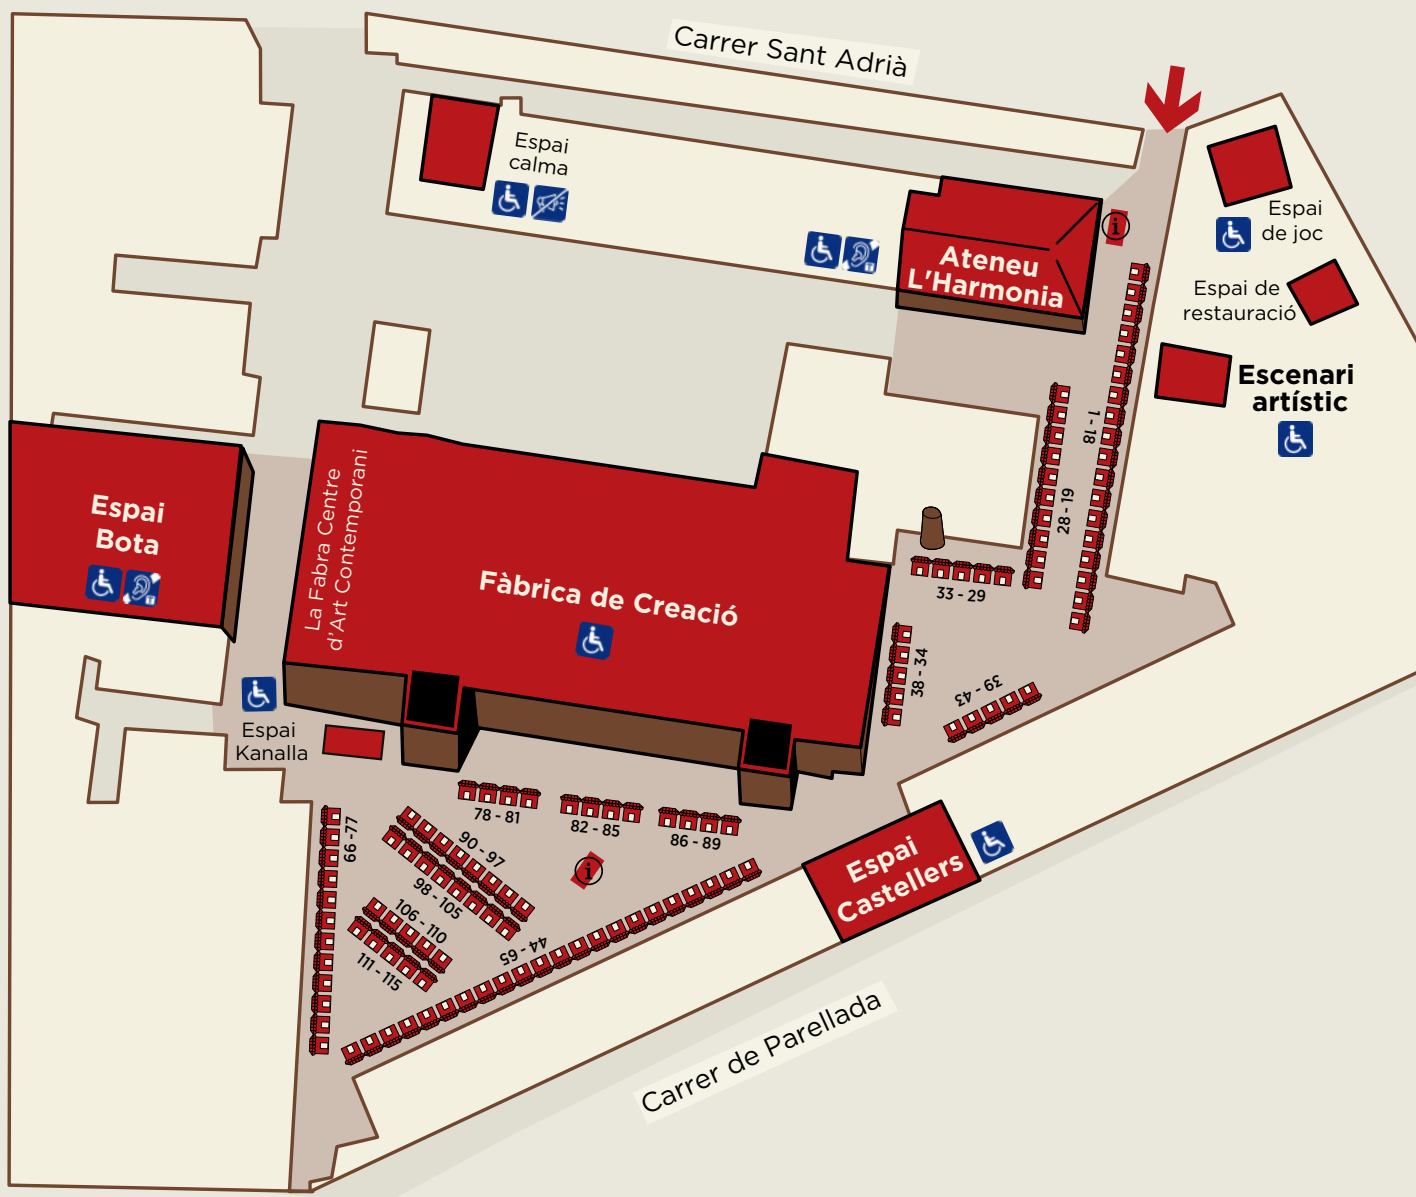 Carrer Sant Adrià
Espai
calma
Ateneu
L'Harmonia
i
Espai
de joc
Espai de
restauració
Escenari
artístic
1 - 18
28 - 19
33 - 29
38 - 34
39 - 43
Espai
Bota
T
T
La Fabra Centre
d'Art Contemporani
Fàbrica de Creació
Espai
Kanalla
78 - 81
82 - 85
86 - 89
66 -77
90 - 97
98 - 105
106 - 110
111 - 115
i
44 - 65
Espai
Castellers
Carrer de Parellada